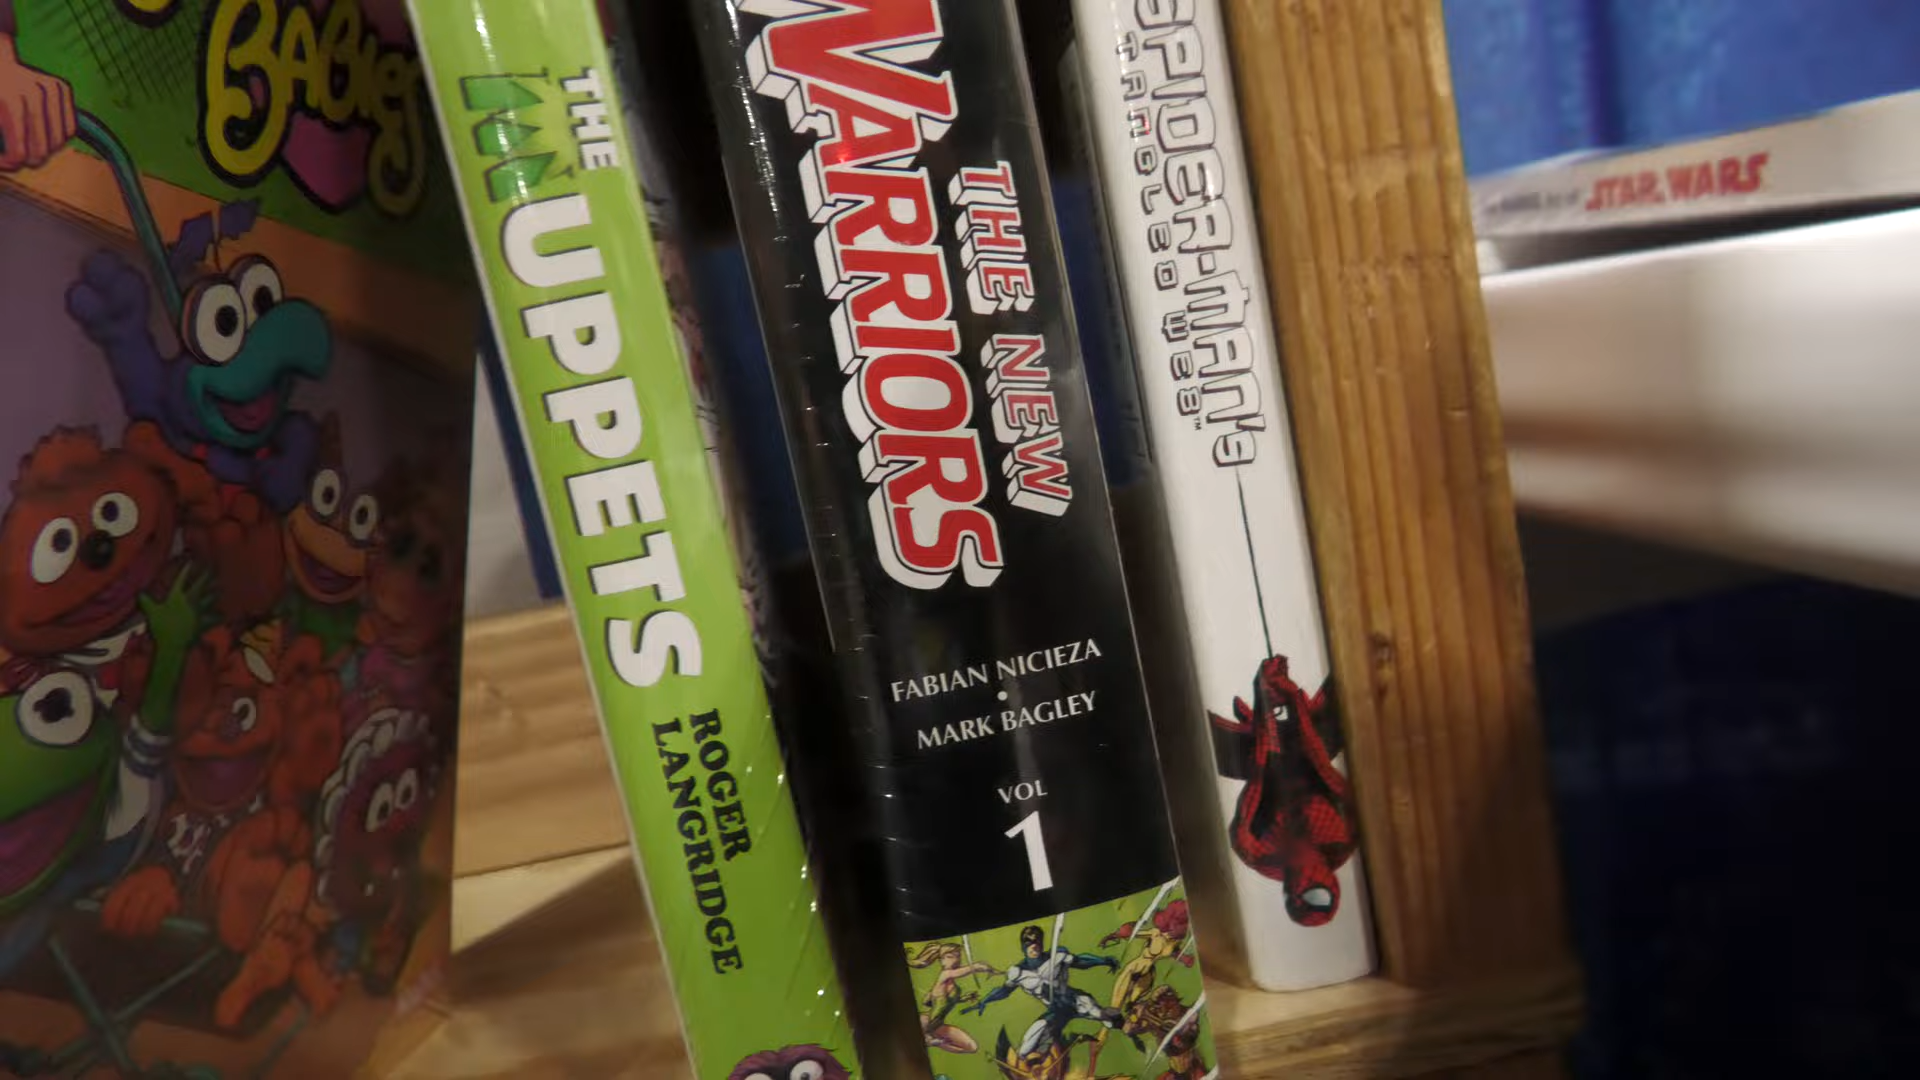 BABIES
THE
MUPPETS
ROGER
LANGRIDGE
THE NEW
WARRIORS
FABIAN NICIEZA
•
MARK BAGLEY
VOL
1
SPIDER-MAN'S
TANGLED WEB™
STAR WARS